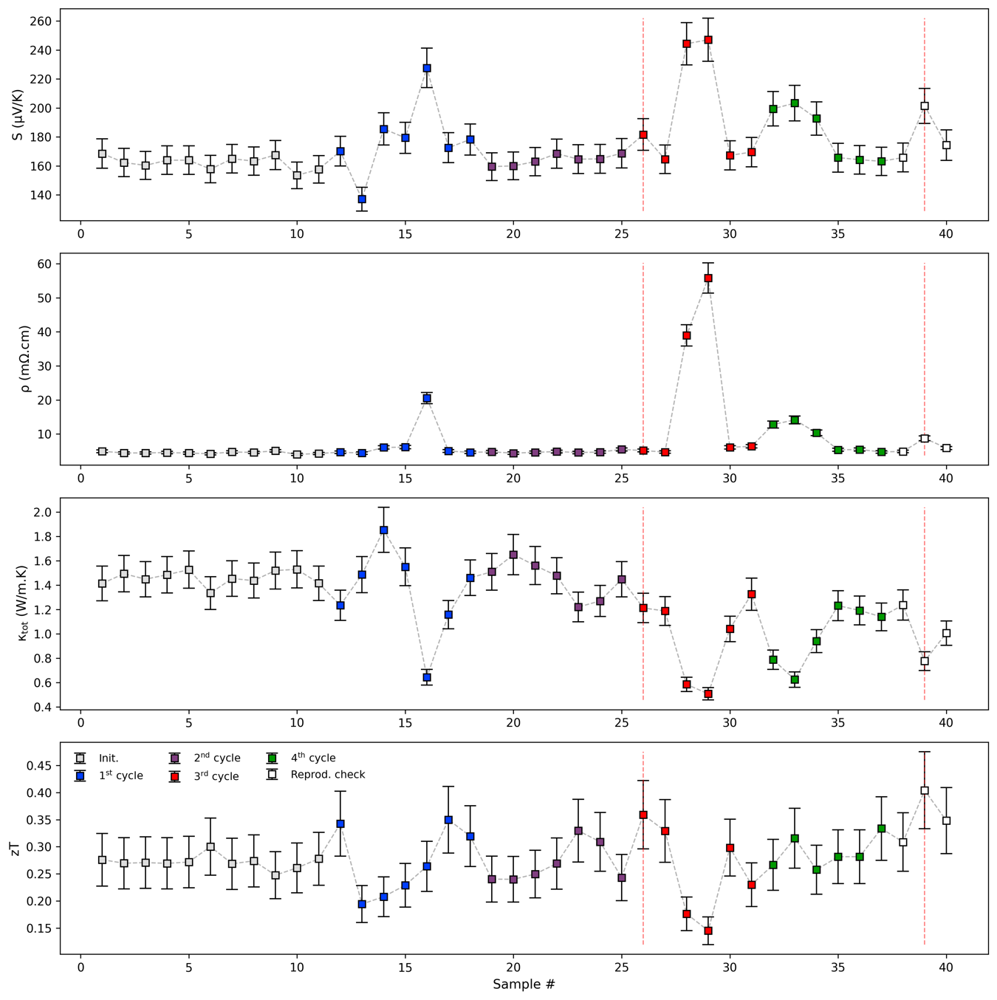 260
240
220
200
180
160
140
S (µV/K)
0 5 10 15 20 25 30 35 40
60
50
40
30
20
10
ρ (mΩ.cm)
0 5 10 15 20 25 30 35 40
2.0
1.8
1.6
1.4
1.2
1.0
0.8
0.6
0.4
κtot (W/m.K)
0 5 10 15 20 25 30 35 40
Init. 2nd cycle 4th cycle
1st cycle 3rd cycle Reprod. check
0.45
0.40
0.35
0.30
0.25
0.20
0.15
zT
0 5 10 15 20 25 30 35 40
Sample #